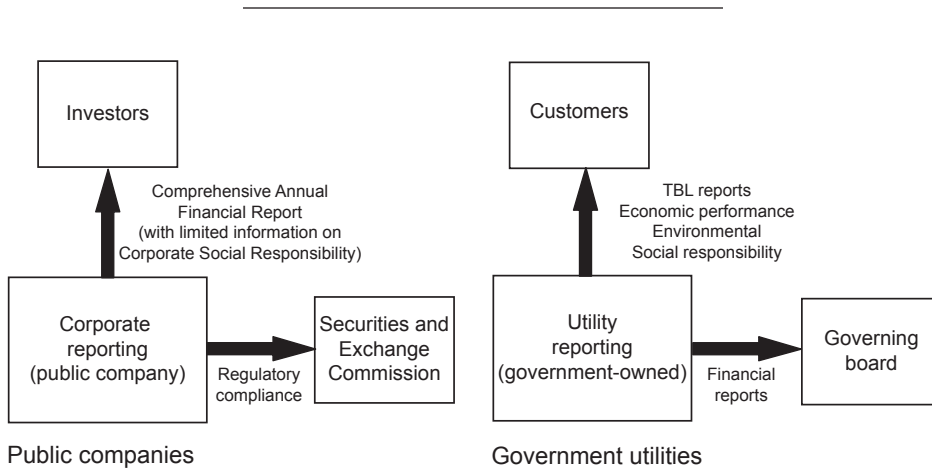 Investors
Comprehensive Annual
Financial Report
(with limited information on
Corporate Social Responsibility)
Corporate
reporting
(public company)
Regulatory
compliance
Securities and
Exchange
Commission
Public companies
Customers
TBL reports
Economic performance
Environmental
Social responsibility
Utility
reporting
(government-owned)
Financial
reports
Governing
board
Government utilities